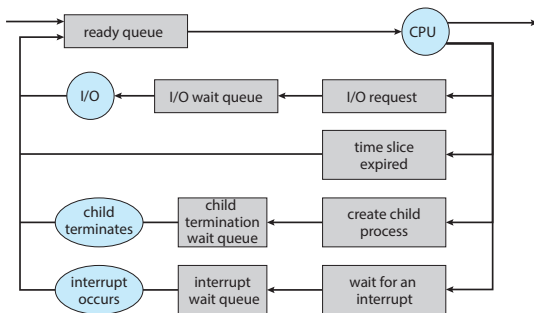 ready queue
CPU
I/O
I/O wait queue
I/O request
time slice
expired
child
terminates
child
termination
wait queue
create child
process
interrupt
occurs
interrupt
wait queue
wait for an
interrupt